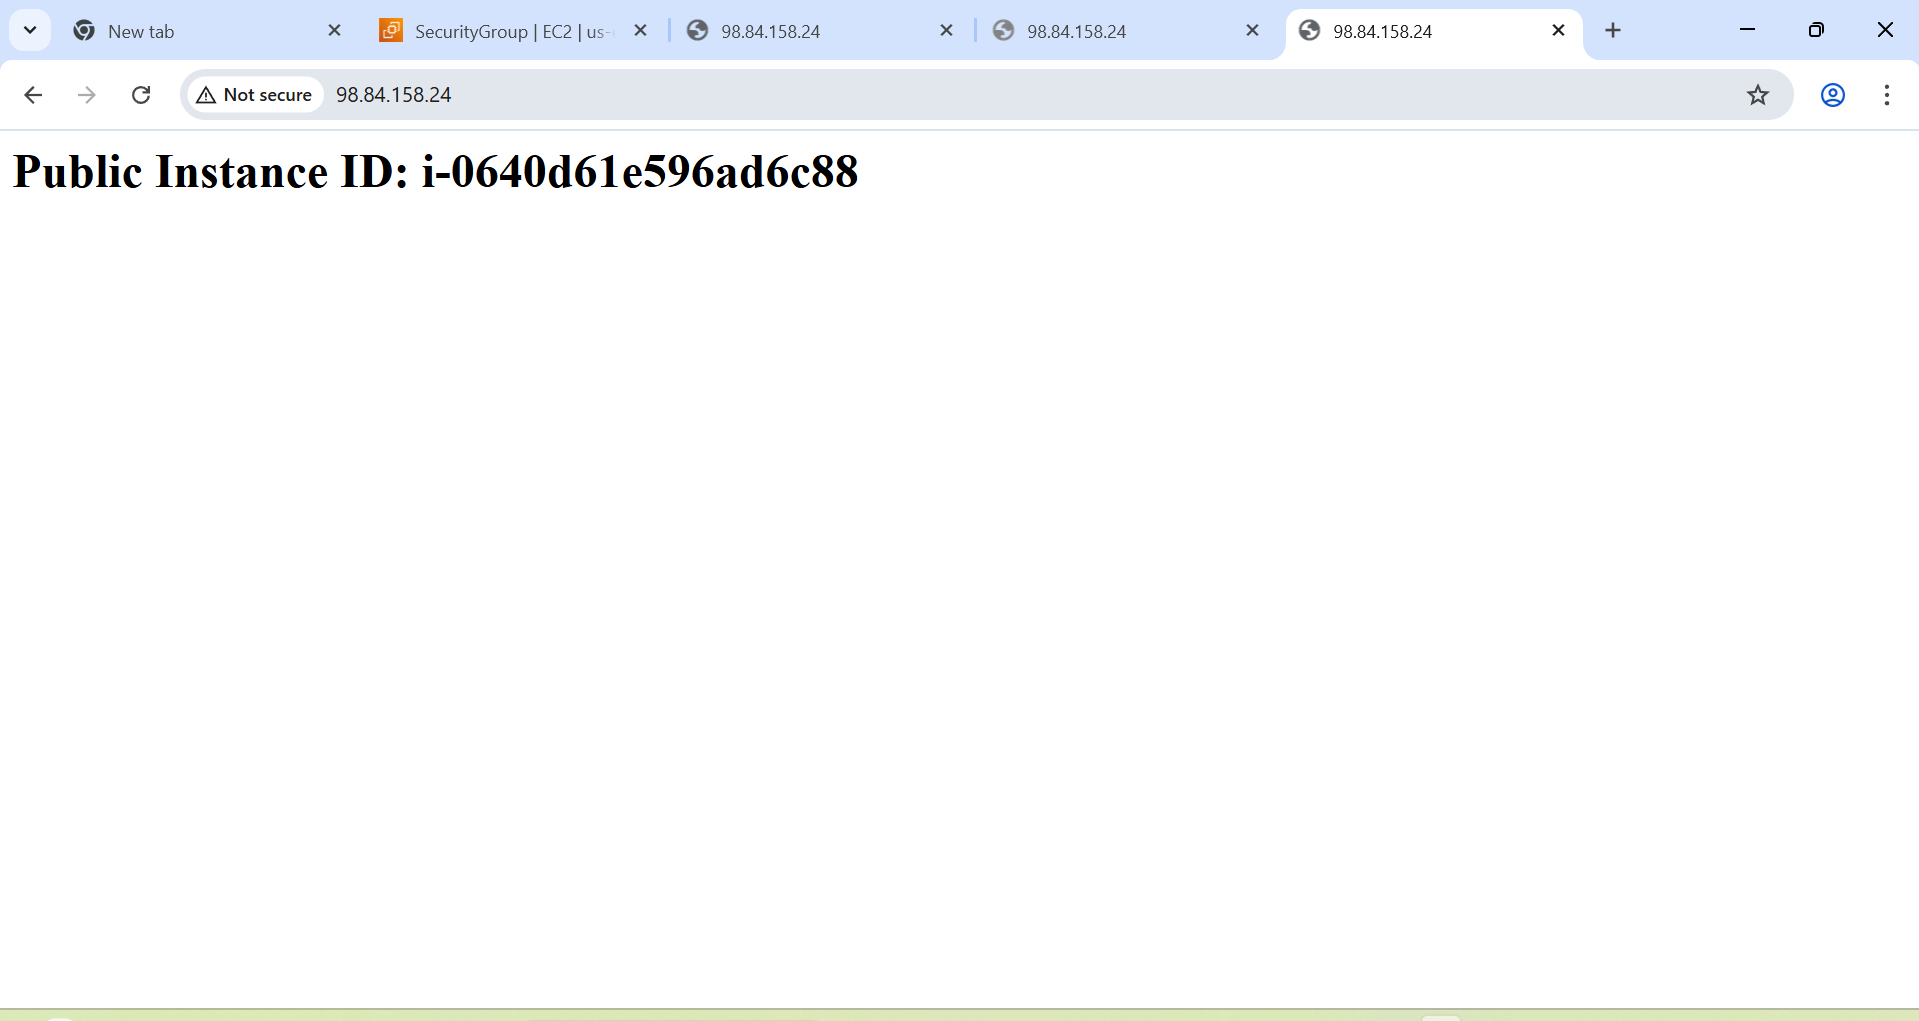 New tab
SecurityGroup | EC2 | us-
98.84.158.24
98.84.158.24
98.84.158.24
Not secure
98.84.158.24
Public Instance ID: i-0640d61e596ad6c88